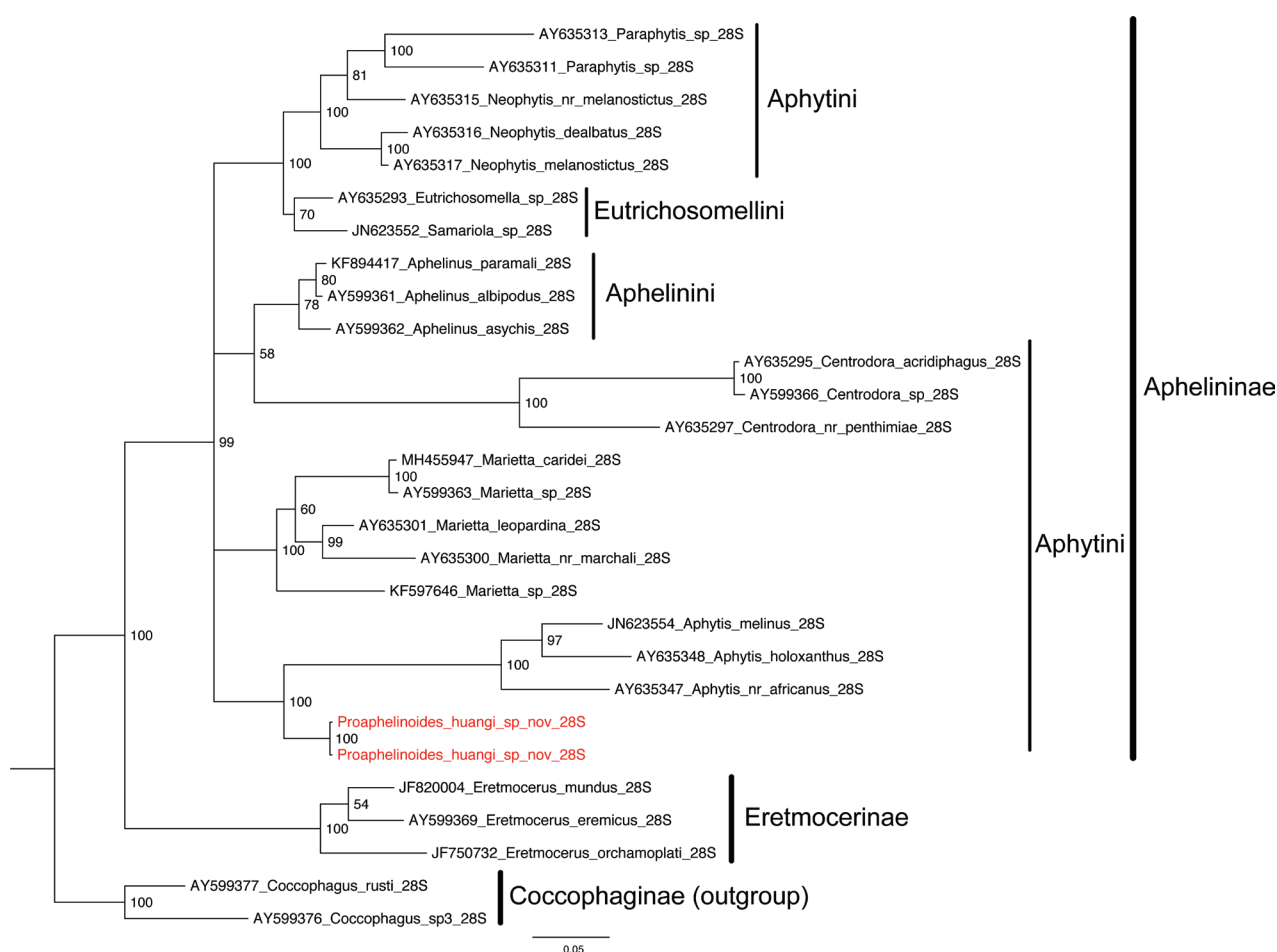 AY635313_Paraphytis_sp_28S
100
AY635311_Paraphytis_sp_28S
81
AY635315_Neophytis_nr_melanostictus_28S
Aphytini
100
AY635316_Neophytis_dealbatus_28S
100
AY635317_Neophytis_melanostictus_28S
100
AY635293_Eutrichosomella_sp_28S
70
Eutrichosomellini
JN623552_Samariola_sp_28S
KF894417_Aphelinus_paramali_28S
80
AY599361_Aphelinus_albipodus_28S
Aphelinini
78
AY599362_Aphelinus_asychis_28S
58
AY635295_Centrodora_acridiphagus_28S
100
AY599366_Centrodora_sp_28S
100
Aphelininae
AY635297_Centrodora_nr_penthimiae_28S
99
MH455947_Marietta_caridei_28S
100
AY599363_Marietta_sp_28S
60
AY635301_Marietta_leopardina_28S
99
100
Aphytini
AY635300_Marietta_nr_marchali_28S
KF597646_Marietta_sp_28S
JN623554_Aphytis_melinus_28S
97
100
AY635348_Aphytis_holoxanthus_28S
100
AY635347_Aphytis_nr_africanus_28S
100
Proaphelinoides_huangi_sp_nov_28S
100
Proaphelinoides_huangi_sp_nov_28S
JF820004_Eretmocerus_mundus_28S
54
AY599369_Eretmocerus_eremicus_28S
Eretmocerinae
100
JF750732_Eretmocerus_orchamoplati_28S
AY599377_Coccophagus_rusti_28S
100
Coccophaginae (outgroup)
AY599376_Coccophagus_sp3_28S
0.05